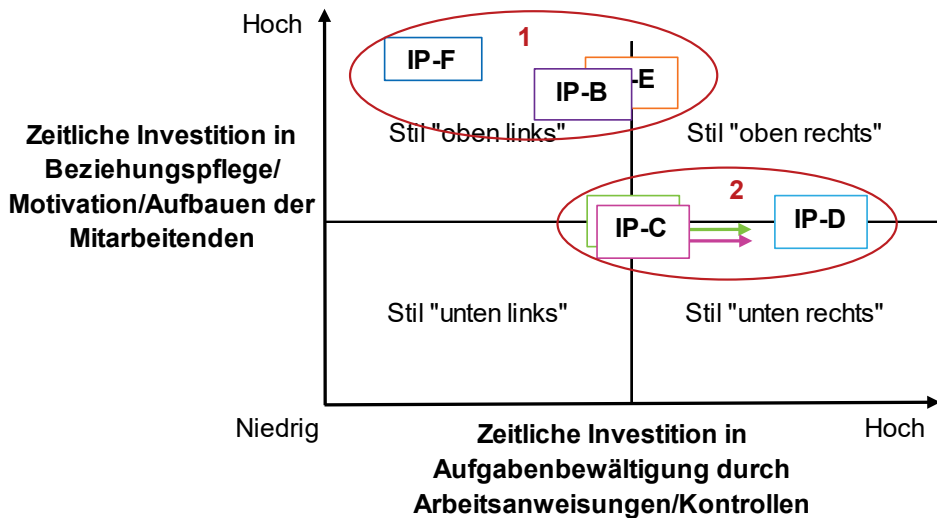 Hoch
1
IP-F
IP-B
-E
Zeitliche Investition in
Beziehungspflege/
Motivation/Aufbauen der
Mitarbeitenden
Stil "oben links"
Stil "oben rechts"
2
IP-C
IP-D
Stil "unten links"
Stil "unten rechts"
Niedrig
Zeitliche Investition in
Aufgabenbewältigung durch
Arbeitsanweisungen/Kontrollen
Hoch